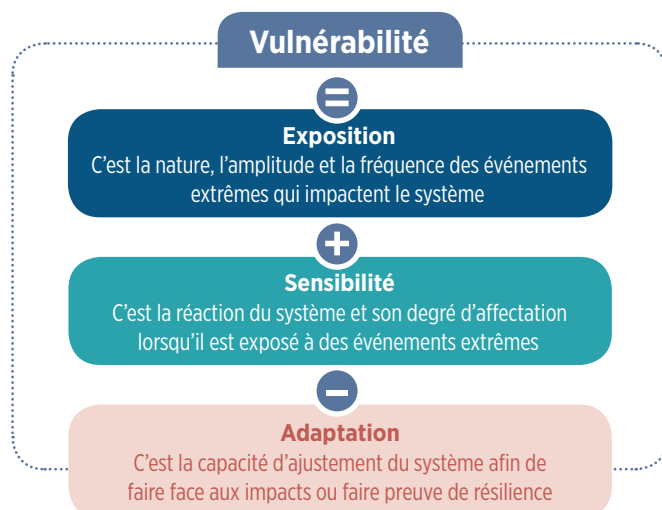 Vulnérabilité
=
Exposition
C'est la nature, l'amplitude et la fréquence des événements
extrêmes qui impactent le système
+
Sensibilité
C'est la réaction du système et son degré d'affectation
lorsqu'il est exposé à des événements extrêmes
−
Adaptation
C'est la capacité d'ajustement du système afin de
faire face aux impacts ou faire preuve de résilience